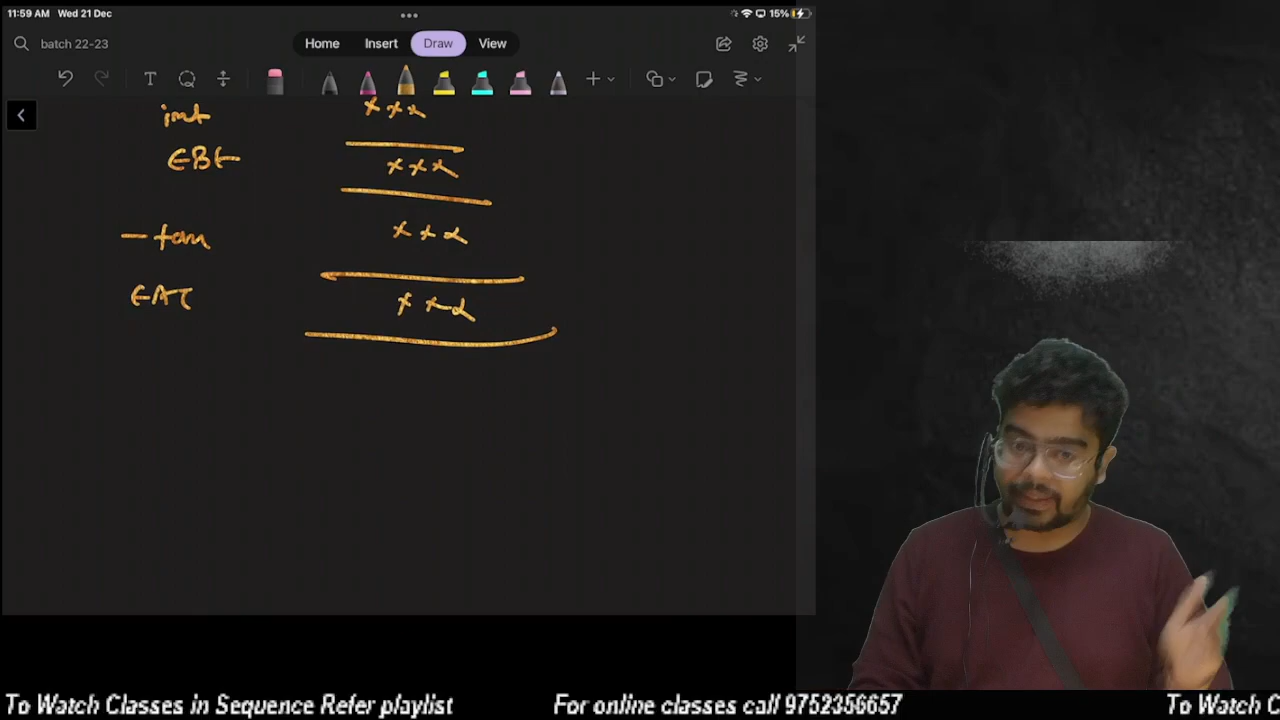 11:59 AM Wed 21 Dec
15%
batch 22-23
Home Insert Draw View
int xxx
EBT xxx
- tax xxx
EAT xxx
To Watch Classes in Sequence Refer playlist For online classes call 9752356657 To Watch C